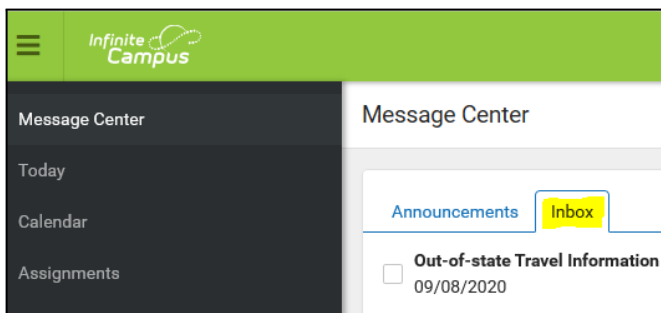 Infinite
Campus
Message Center
Today
Calendar
Assignments
Message Center
Announcements
Inbox
Out-of-state Travel Information
09/08/2020